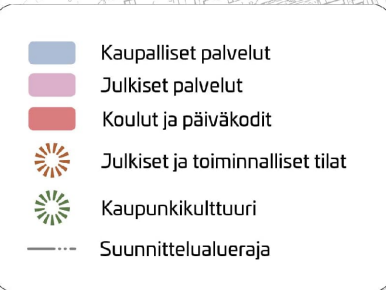 Kaupalliset palvelut
Julkiset palvelut
Koulut ja päiväkodit
Julkiset ja toiminnalliset tilat
Kaupunkikulttuuri
Suunnittelualueraja